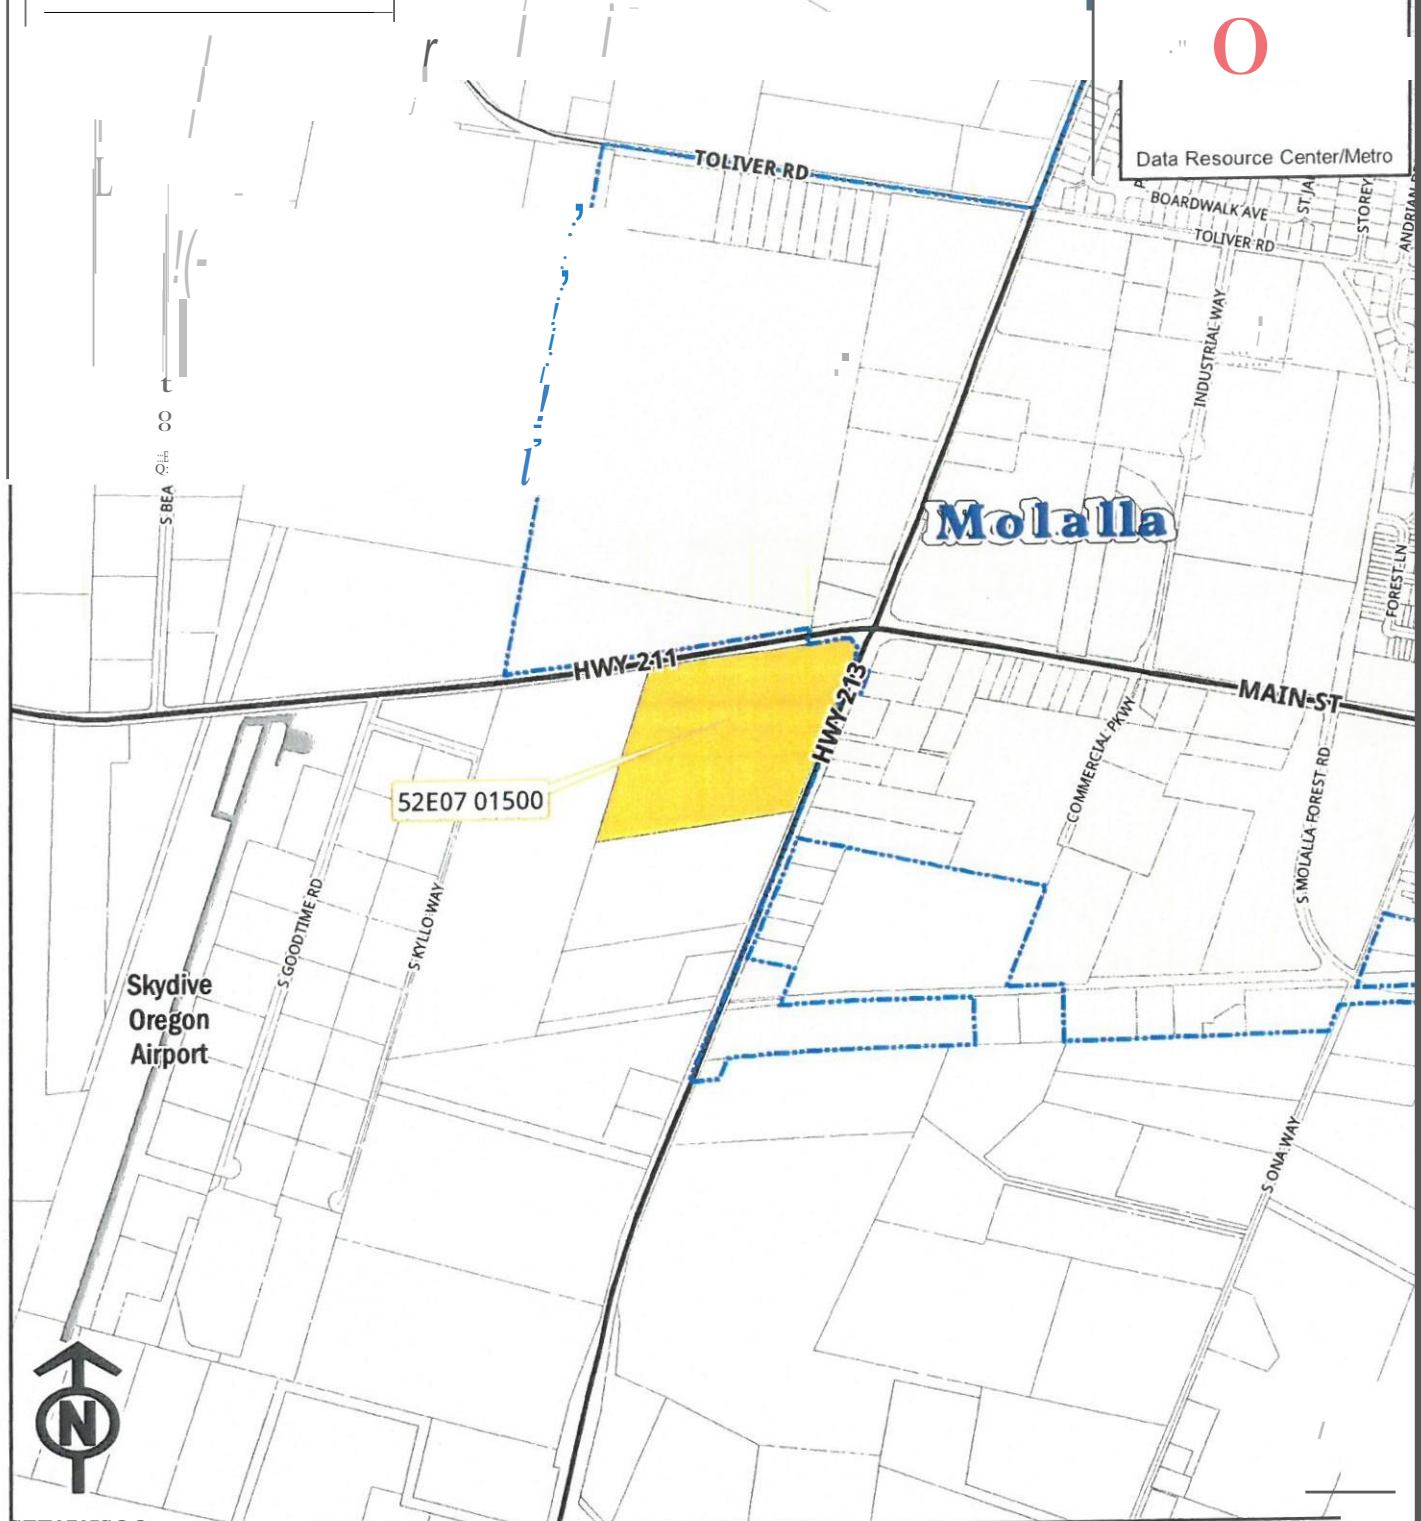 O
Data Resource Center/Metro
TOLIVER RD
BOARDWALK AVE
TOLIVER RD
STOREY
INDUSTRIAL WAY
S BEA
Molalla
FOREST LN
HWY 211
HWY 213
MAIN ST
COMMERCIAL PKWY
52E07 01500
S MOLALLA FOREST RD
S GOODTIME RD
S KYLLO WAY
Skydive
Oregon
Airport
S ONA WAY
N